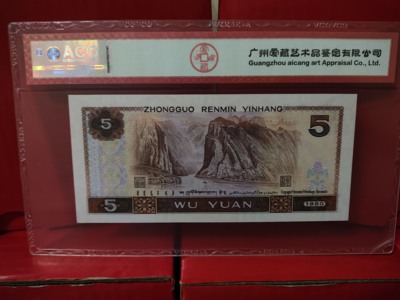 ACG
广州爱藏艺术品鉴定有限公司
Guangzhou aicang art Appraisal Co., Ltd.
ZHONGGUO RENMIN YINHANG
5
5
5
WU YUAN
1980